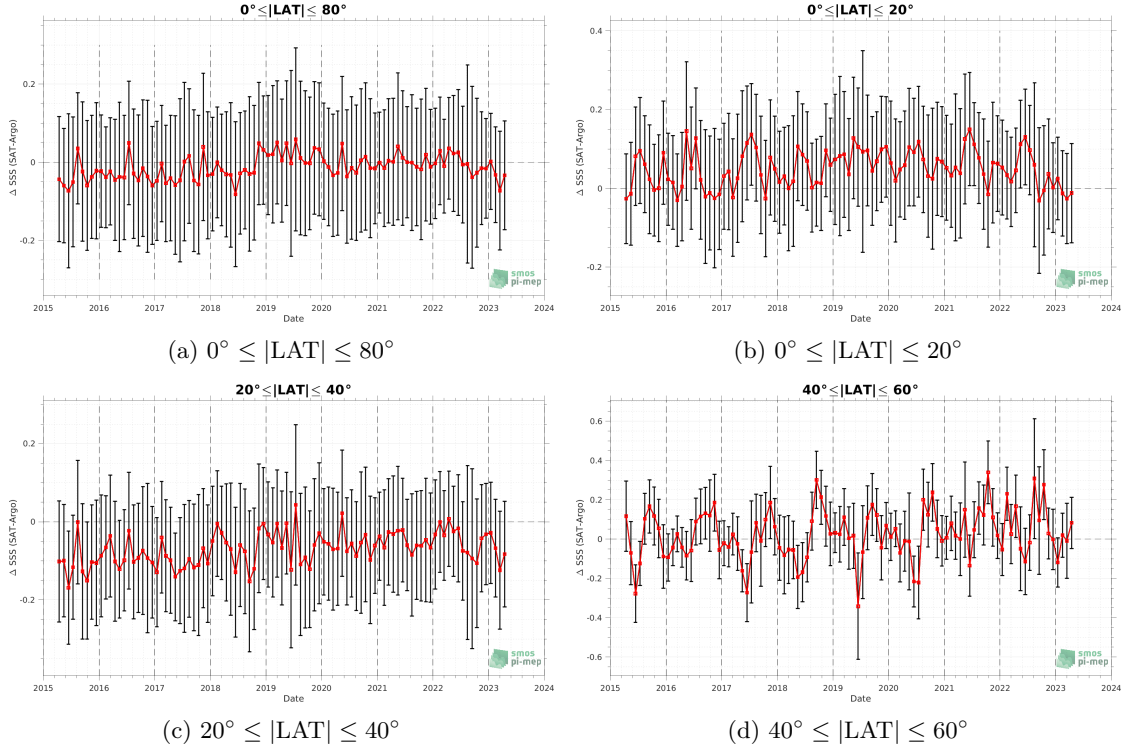 0°≤|LAT|≤ 80°
0.2
0
-0.2
Δ SSS (SAT-Argo)
2015 2016 2017 2018 2019 2020 2021 2022 2023 2024
Date
smos
pi-mep
(a) 0° ≤ |LAT| ≤ 80°
0°≤|LAT|≤ 20°
0.4
0.2
0
-0.2
Δ SSS (SAT-Argo)
2015 2016 2017 2018 2019 2020 2021 2022 2023 2024
Date
smos
pi-mep
(b) 0° ≤ |LAT| ≤ 20°
20°≤|LAT|≤ 40°
0.2
0
-0.2
Δ SSS (SAT-Argo)
2015 2016 2017 2018 2019 2020 2021 2022 2023 2024
Date
smos
pi-mep
(c) 20° ≤ |LAT| ≤ 40°
40°≤|LAT|≤ 60°
0.6
0.4
0.2
0
-0.2
-0.4
-0.6
Δ SSS (SAT-Argo)
2015 2016 2017 2018 2019 2020 2021 2022 2023 2024
Date
smos
pi-mep
(d) 40° ≤ |LAT| ≤ 60°